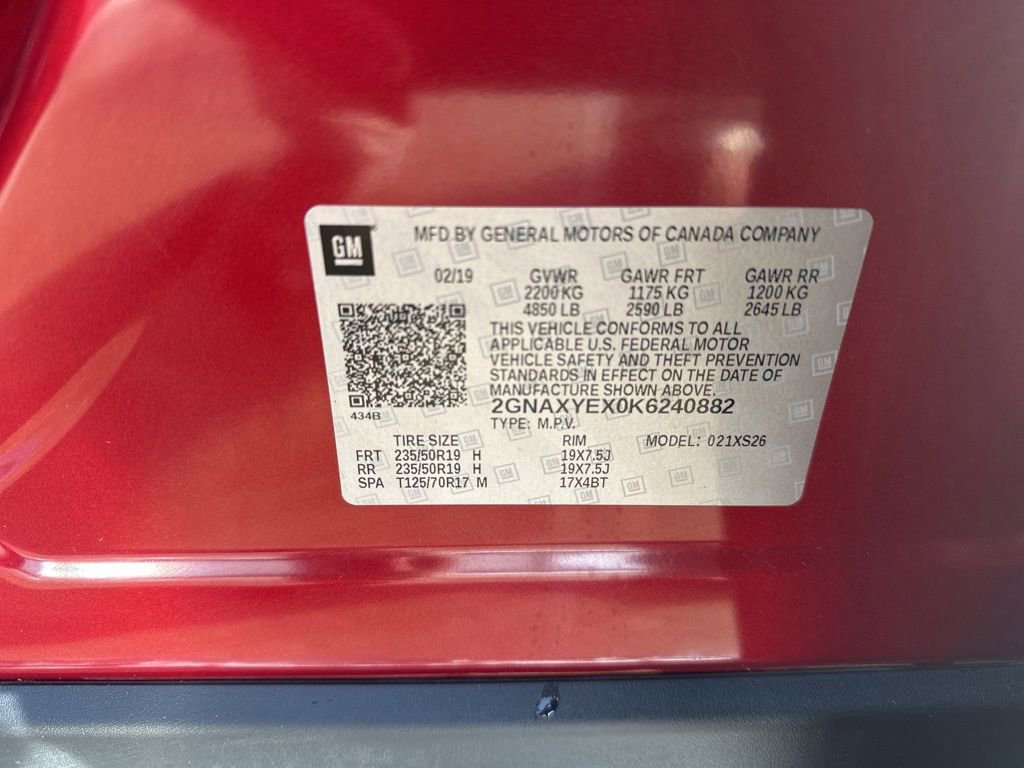 GM
MFD BY GENERAL MOTORS OF CANADA COMPANY
02/19 GVWR GAWR FRT GAWR RR
2200 KG 1175 KG 1200 KG
4850 LB 2590 LB 2645 LB
THIS VEHICLE CONFORMS TO ALL
APPLICABLE U.S. FEDERAL MOTOR
VEHICLE SAFETY AND THEFT PREVENTION
STANDARDS IN EFFECT ON THE DATE OF
MANUFACTURE SHOWN ABOVE.
434B
2GNAXYEX0K6240882
TYPE: M.P.V.
TIRE SIZE RIM MODEL: 021XS26
FRT 235/50R19 H 19X7.5J
RR 235/50R19 H 19X7.5J
SPA T125/70R17 M 17X4BT